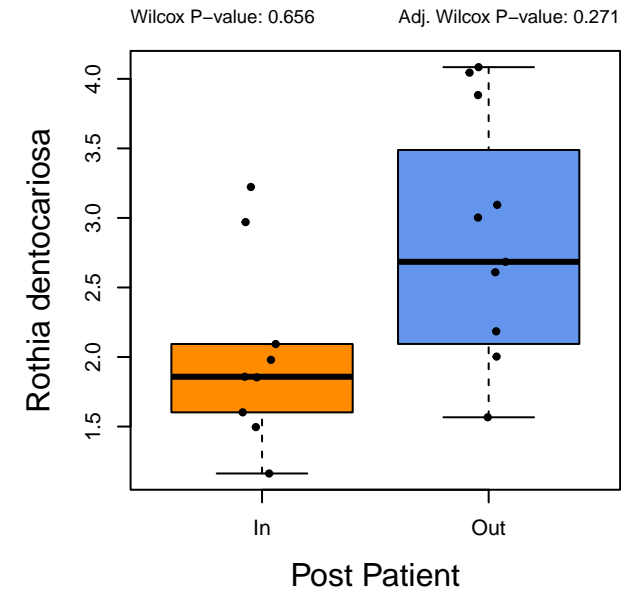 Wilcox P−value: 0.656 Adj. Wilcox P−value: 0.271
Rothia dentocariosa
4.0
3.5
3.0
2.5
2.0
1.5
In Out
Post Patient